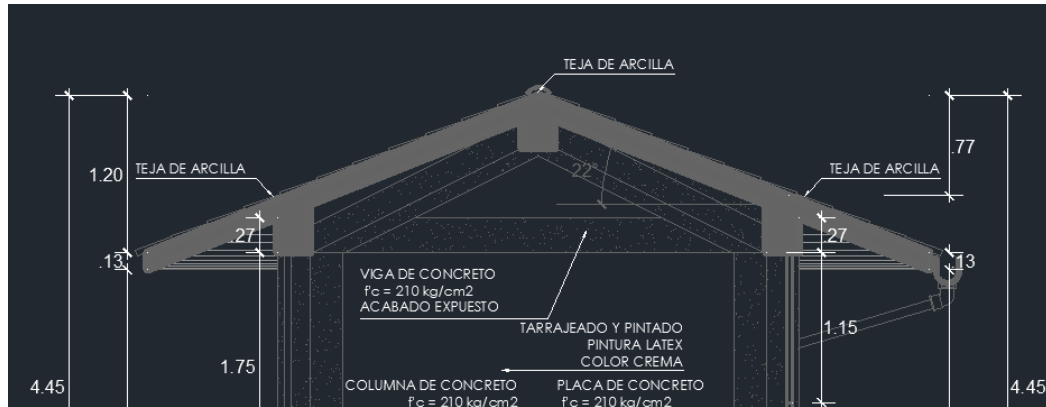 TEJA DE ARCILLA
.77
1.20
TEJA DE ARCILLA
22°
TEJA DE ARCILLA
.27
.27
.13
.13
VIGA DE CONCRETO
f'c = 210 kg/cm2
ACABADO EXPUESTO
TARRAJEADO Y PINTADO
PINTURA LATEX
COLOR CREMA
1.15
1.75
4.45
COLUMNA DE CONCRETO
f'c = 210 kg/cm2
PLACA DE CONCRETO
f'c = 210 kg/cm2
4.45